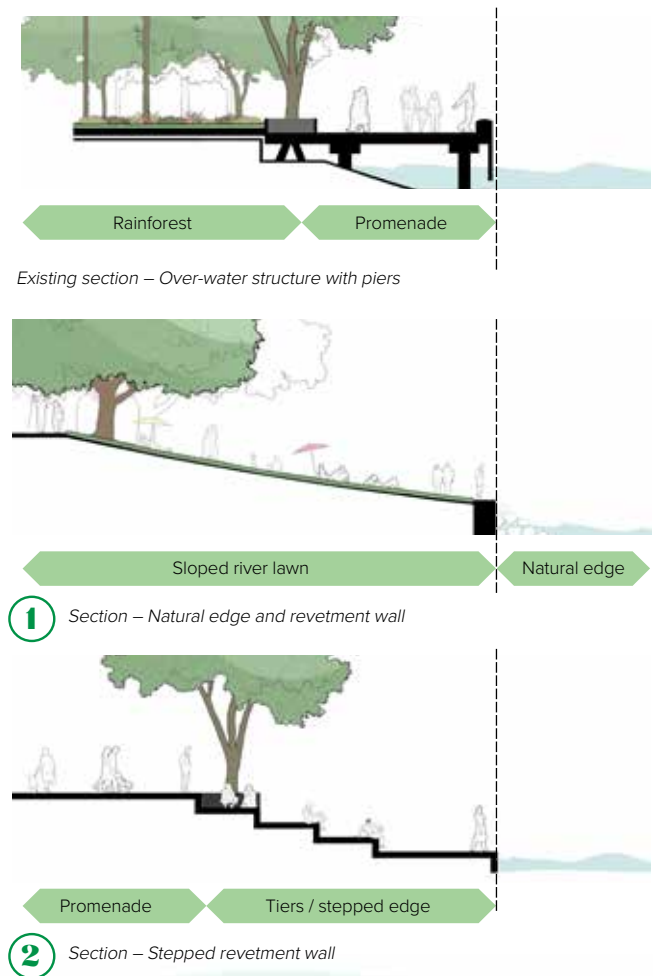 Rainforest Promenade
Existing section – Over-water structure with piers
Sloped river lawn Natural edge
1 Section – Natural edge and revetment wall
Promenade Tiers / stepped edge
2 Section – Stepped revetment wall